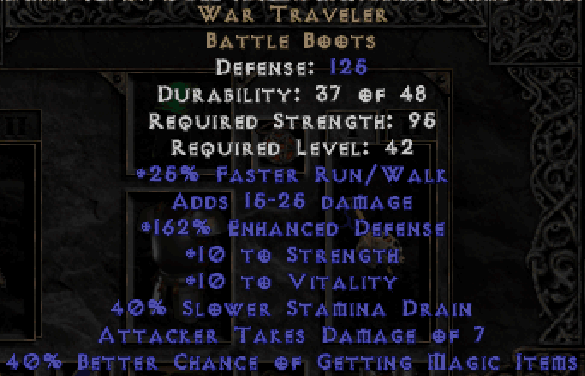 War Traveler
Battle Boots
Defense: 125
Durability: 37 of 48
Required Strength: 95
Required Level: 42
+25% Faster Run/Walk
Adds 15-25 damage
+162% Enhanced Defense
+10 to Strength
+10 to Vitality
40% Slower Stamina Drain
Attacker Takes Damage of 7
40% Better Chance of Getting Magic Items